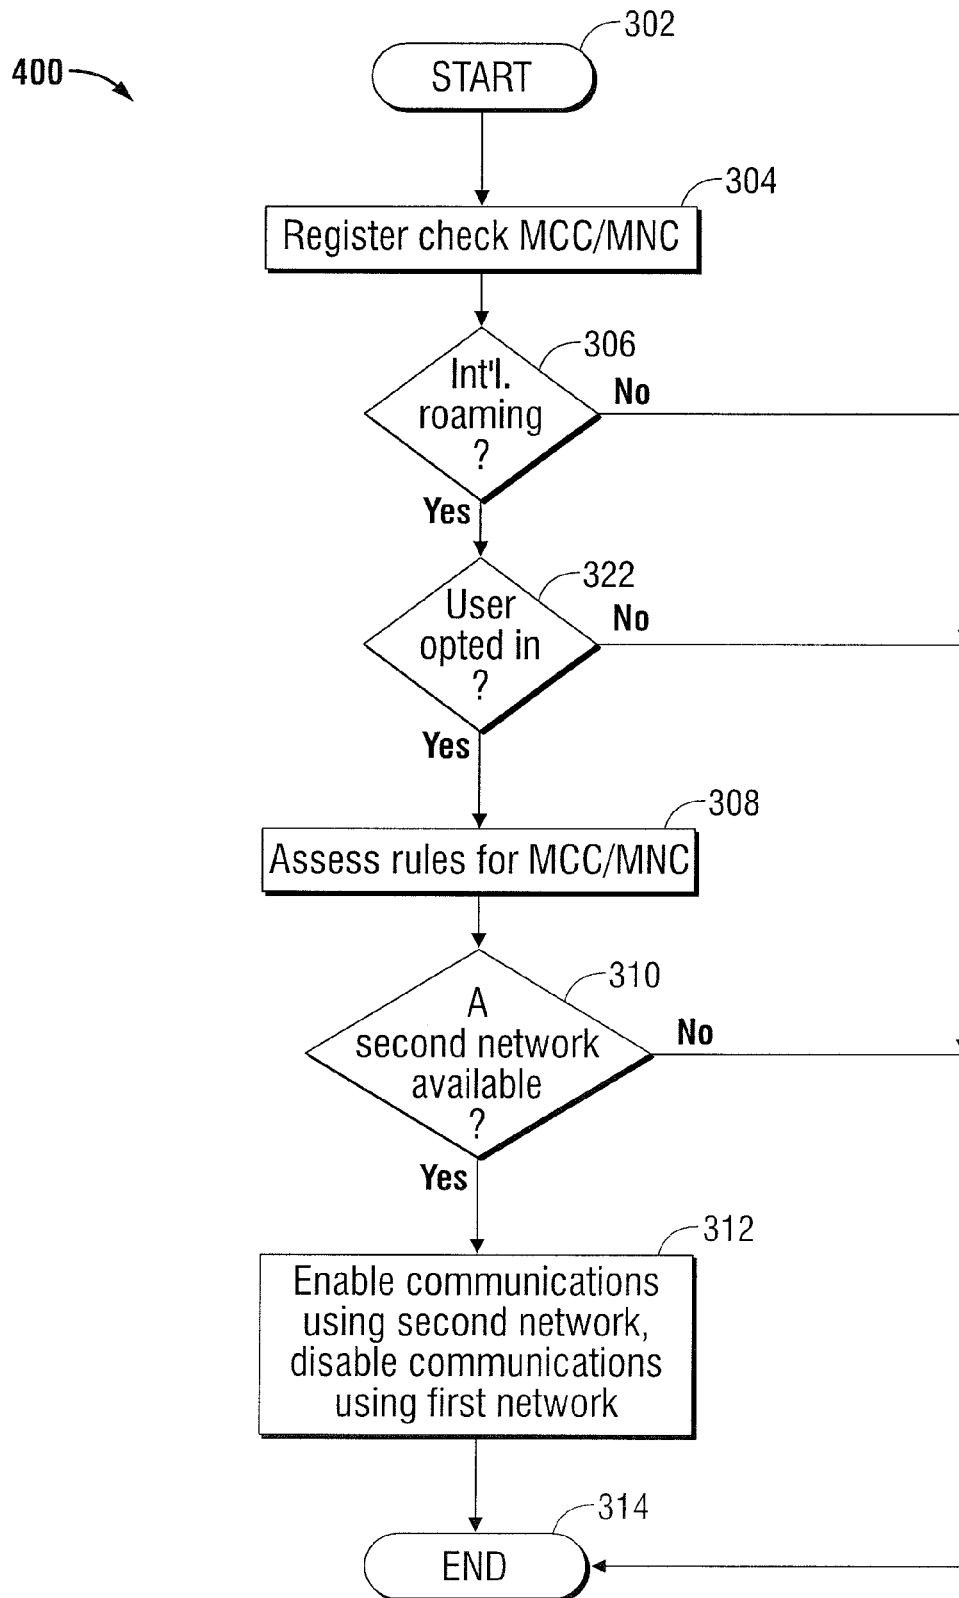 302
400
START
304
Register check MCC/MNC
306
Int'l.
roaming
?
No
Yes
322
User
opted in
?
No
Yes
308
Assess rules for MCC/MNC
310
A
second network
available
?
No
Yes
312
Enable communications
using second network,
disable communications
using first network
314
END